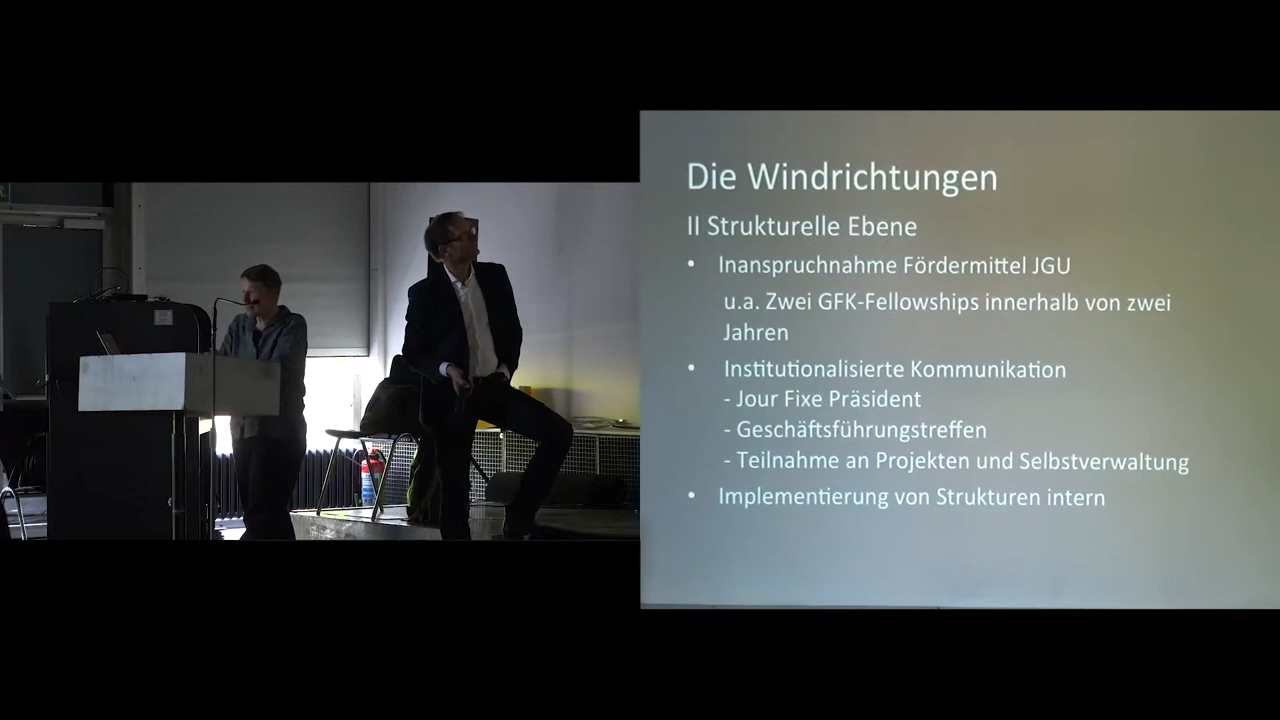 Die Windrichtungen
II Strukturelle Ebene
• Inanspruchnahme Fördermittel JGU
u.a. Zwei GFK-Fellowships innerhalb von zwei
Jahren
• Institutionalisierte Kommunikation
- Jour Fixe Präsident
- Geschäftsführungstreffen
- Teilnahme an Projekten und Selbstverwaltung
• Implementierung von Strukturen intern